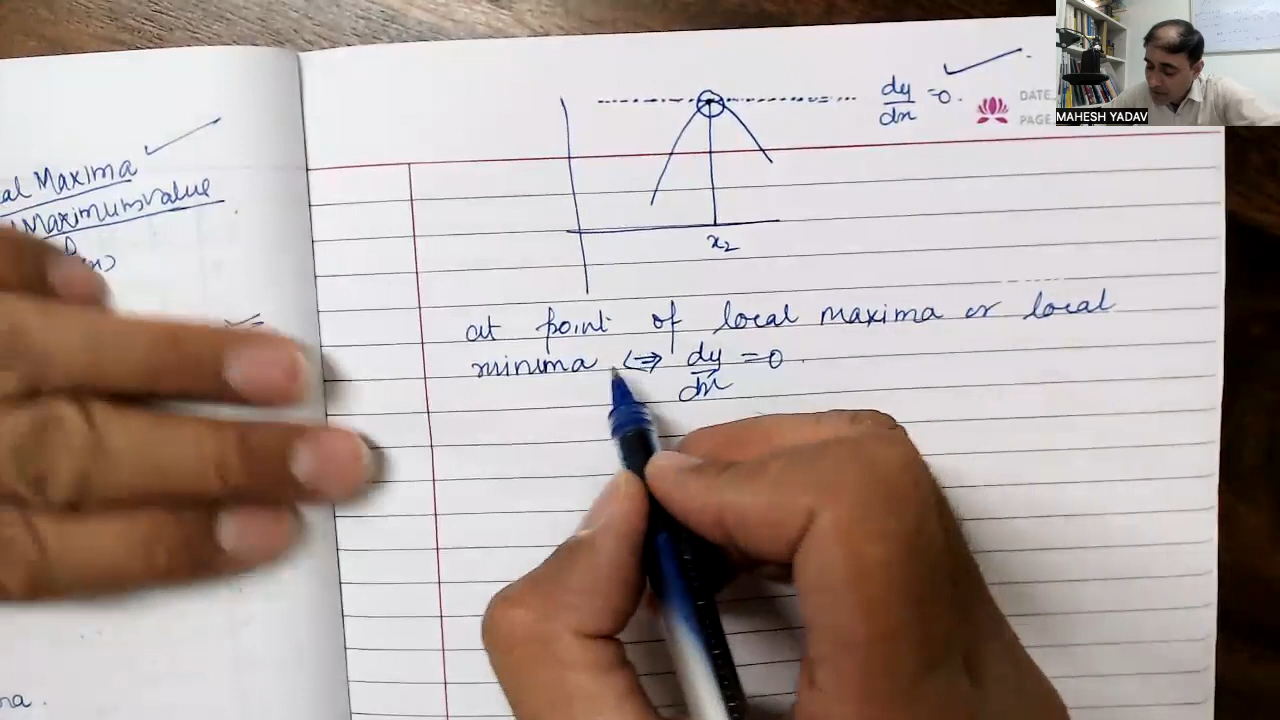 al Maxima
Maximum value
dy/dx =0.
DATE
PAGE
MAHESH YADAV
x₂
at point of local maxima or local
minima ⇔ dy/dx =0.
na.